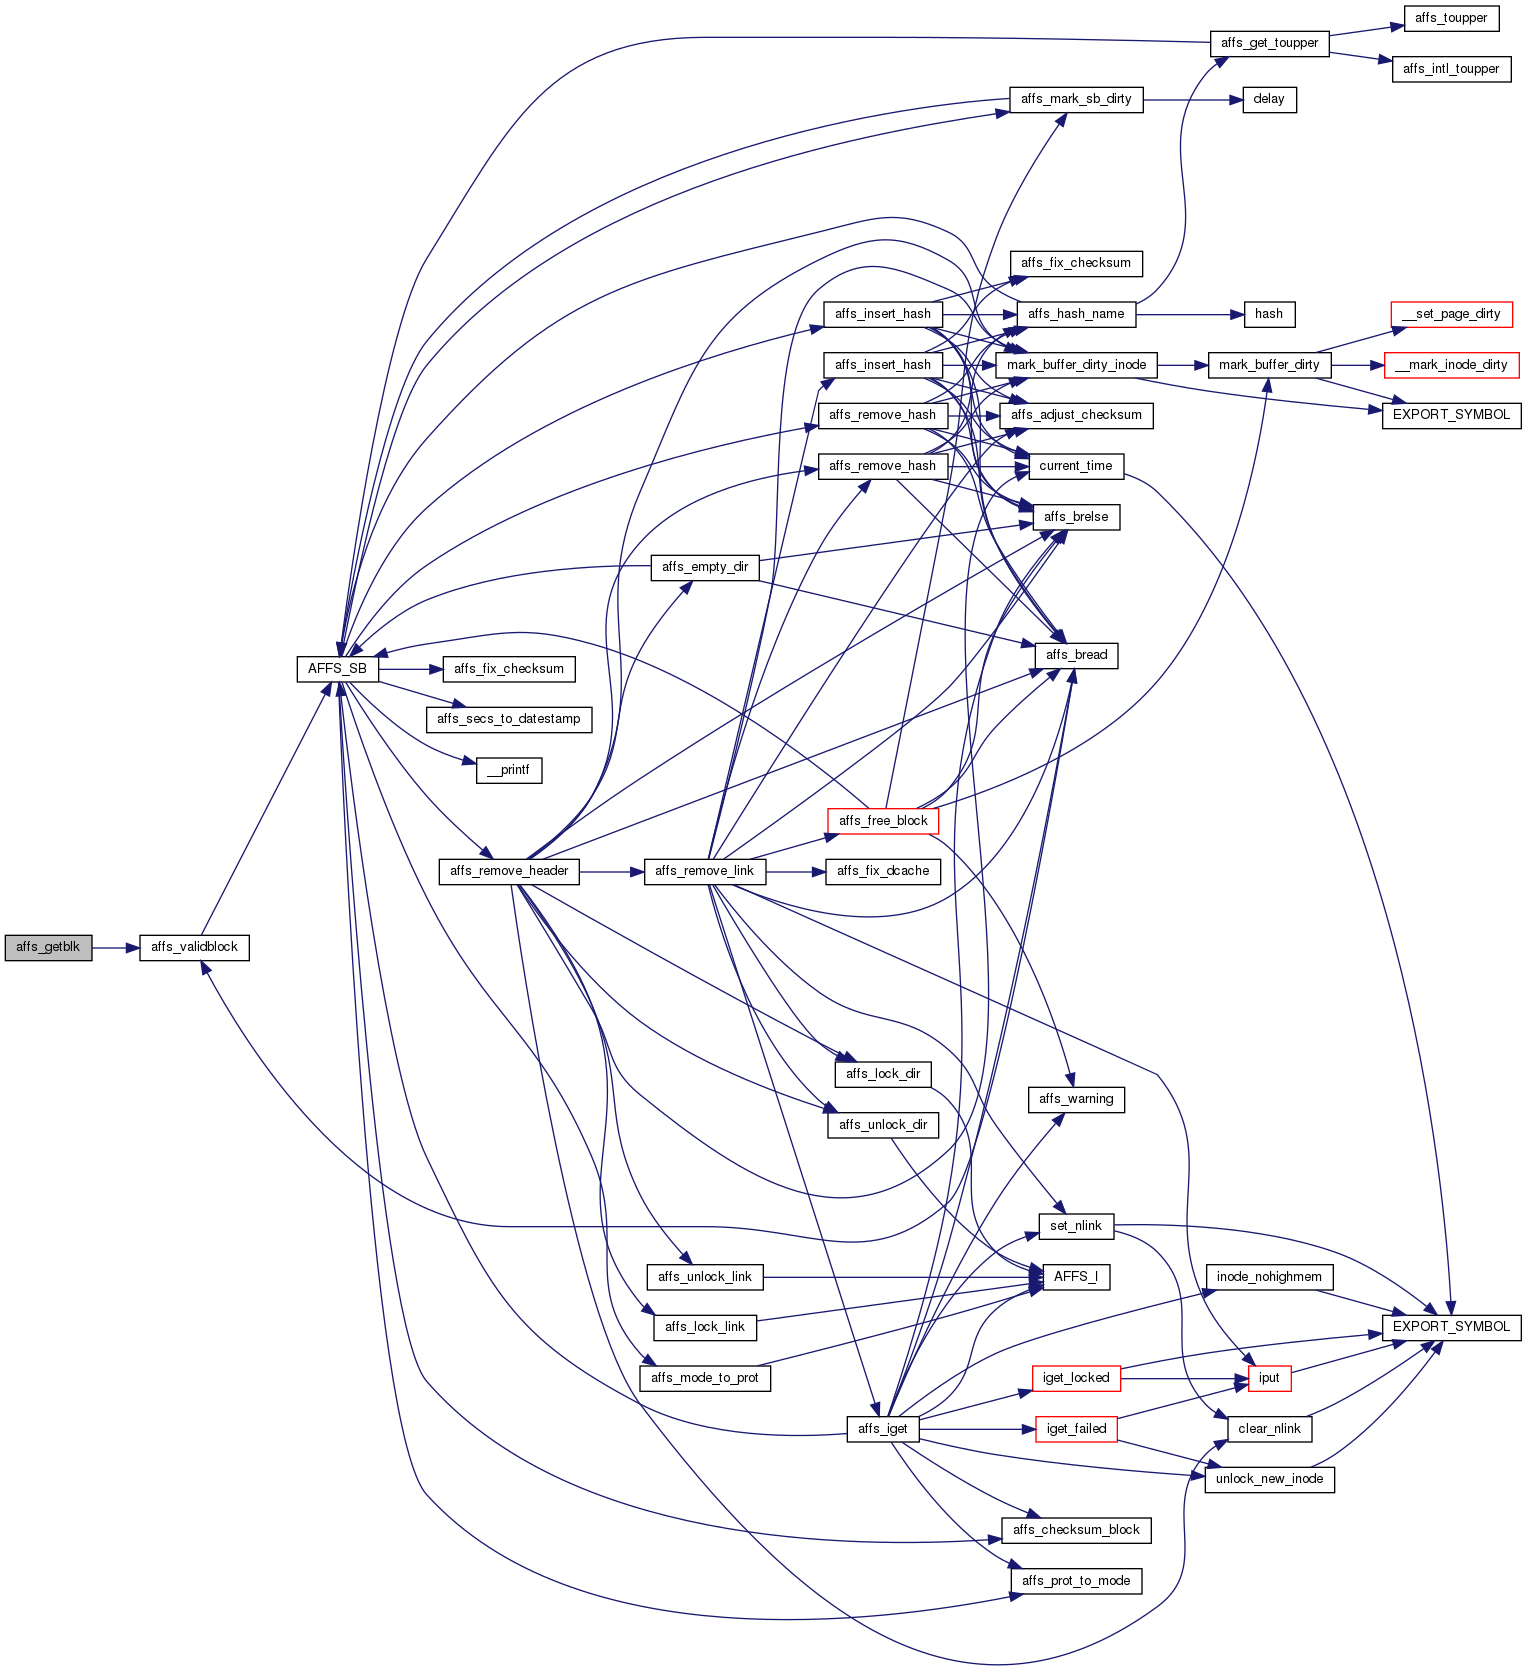 affs_toupper
affs_get_toupper
affs_intl_toupper
affs_mark_sb_dirty
delay
affs_fix_checksum
affs_insert_hash
affs_hash_name
hash
__set_page_dirty
affs_insert_hash
mark_buffer_dirty_inode
mark_buffer_dirty
__mark_inode_dirty
affs_remove_hash
affs_adjust_checksum
EXPORT_SYMBOL
affs_remove_hash
current_time
affs_brelse
affs_empty_dir
affs_bread
AFFS_SB
affs_fix_checksum
affs_secs_to_datestamp
__printf
affs_free_block
affs_remove_header
affs_remove_link
affs_fix_dcache
affs_getblk
affs_validblock
affs_lock_dir
affs_warning
affs_unlock_dir
set_nlink
affs_unlock_link
AFFS_I
inode_nohighmem
affs_lock_link
EXPORT_SYMBOL
affs_mode_to_prot
iget_locked
iput
affs_iget
iget_failed
clear_nlink
unlock_new_inode
affs_checksum_block
affs_prot_to_mode